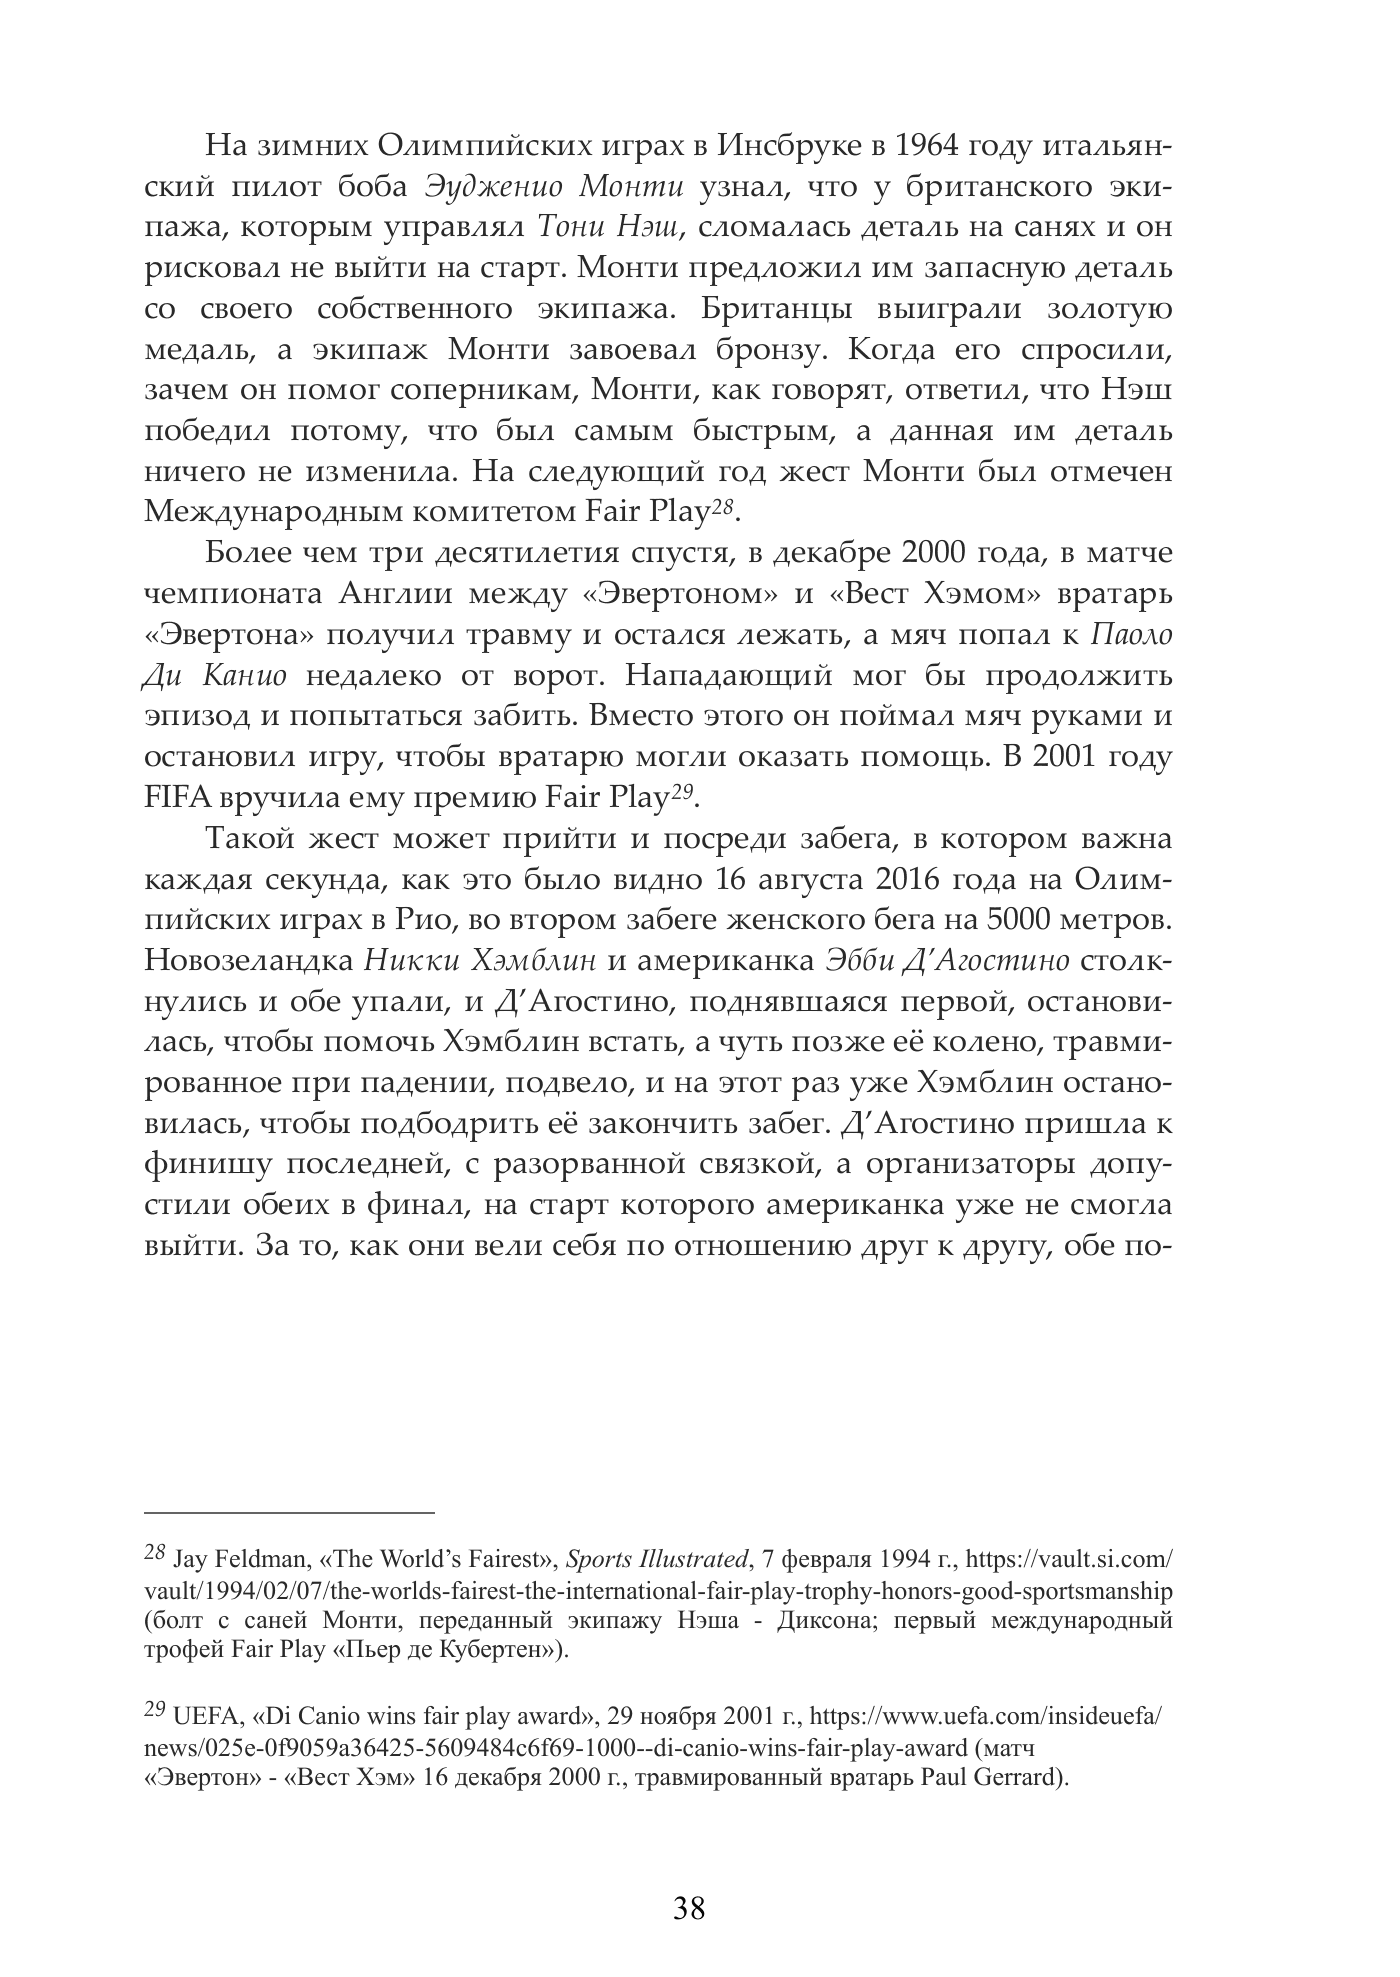 На зимних Олимпийских играх в Инсбруке в 1964 году итальян-
ский пилот боба Эудженио Монти узнал, что у британского эки-
пажа, которым управлял Тони Нэш, сломалась деталь на санях и он
рисковал не выйти на старт. Монти предложил им запасную деталь
со своего собственного экипажа. Британцы выиграли золотую
медаль, а экипаж Монти завоевал бронзу. Когда его спросили,
зачем он помог соперникам, Монти, как говорят, ответил, что Нэш
победил потому, что был самым быстрым, а данная им деталь
ничего не изменила. На следующий год жест Монти был отмечен
Международным комитетом Fair Play28.
Более чем три десятилетия спустя, в декабре 2000 года, в матче
чемпионата Англии между «Эвертоном» и «Вест Хэмом» вратарь
«Эвертона» получил травму и остался лежать, а мяч попал к Паоло
Ди Канио недалеко от ворот. Нападающий мог бы продолжить
эпизод и попытаться забить. Вместо этого он поймал мяч руками и
остановил игру, чтобы вратарю могли оказать помощь. В 2001 году
FIFA вручила ему премию Fair Play29.
Такой жест может прийти и посреди забега, в котором важна
каждая секунда, как это было видно 16 августа 2016 года на Олим-
пийских играх в Рио, во втором забеге женского бега на 5000 метров.
Новозеландка Никки Хэмблин и американка Эбби Д’Агостино столк-
нулись и обе упали, и Д’Агостино, поднявшаяся первой, останови-
лась, чтобы помочь Хэмблин встать, а чуть позже её колено, травми-
рованное при падении, подвело, и на этот раз уже Хэмблин остано-
вилась, чтобы подбодрить её закончить забег. Д’Агостино пришла к
финишу последней, с разорванной связкой, а организаторы допу-
стили обеих в финал, на старт которого американка уже не смогла
выйти. За то, как они вели себя по отношению друг к другу, обе по-
28 Jay Feldman, «The World’s Fairest», Sports Illustrated, 7 февраля 1994 г., https://vault.si.com/
vault/1994/02/07/the-worlds-fairest-the-international-fair-play-trophy-honors-good-sportsmanship
(болт с саней Монти, переданный экипажу Нэша - Диксона; первый международный
трофей Fair Play «Пьер де Кубертен»).
29 UEFA, «Di Canio wins fair play award», 29 ноября 2001 г., https://www.uefa.com/insideuefa/
news/025e-0f9059a36425-5609484c6f69-1000--di-canio-wins-fair-play-award (матч
«Эвертон» - «Вест Хэм» 16 декабря 2000 г., травмированный вратарь Paul Gerrard).
38